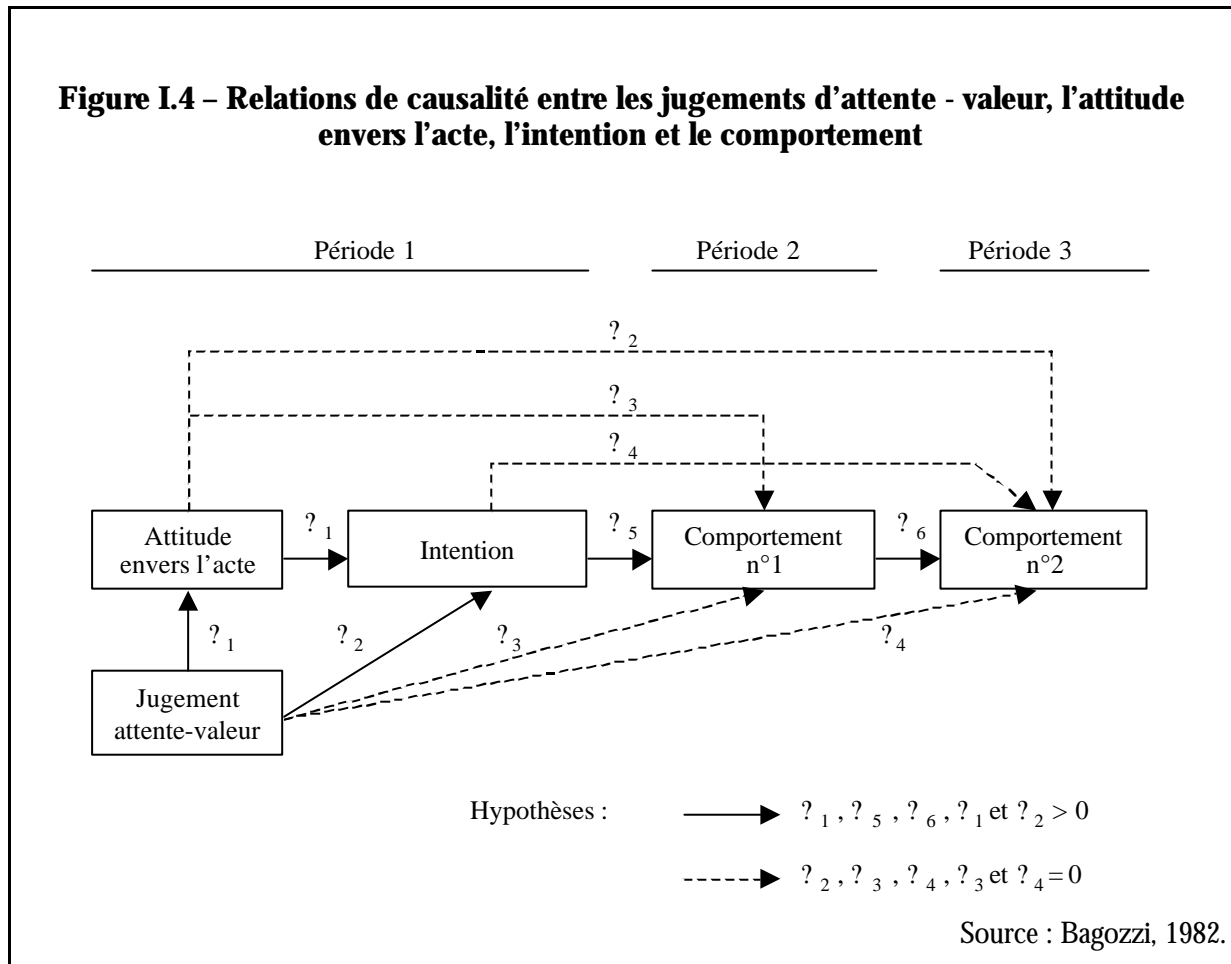 Figure I.4 – Relations de causalité entre les jugements d'attente - valeur, l'attitude
envers l'acte, l'intention et le comportement
Période 1
Période 2
Période 3
? 2
? 3
? 4
Attitude
envers l'acte
? 1
Intention
? 5
Comportement
n°1
? 6
Comportement
n°2
? 1
? 2
? 3
? 4
Jugement
attente-valeur
Hypothèses :
? 1 , ? 5 , ? 6 , ? 1 et ? 2 > 0
? 2 , ? 3 , ? 4 , ? 3 et ? 4 = 0
Source : Bagozzi, 1982.